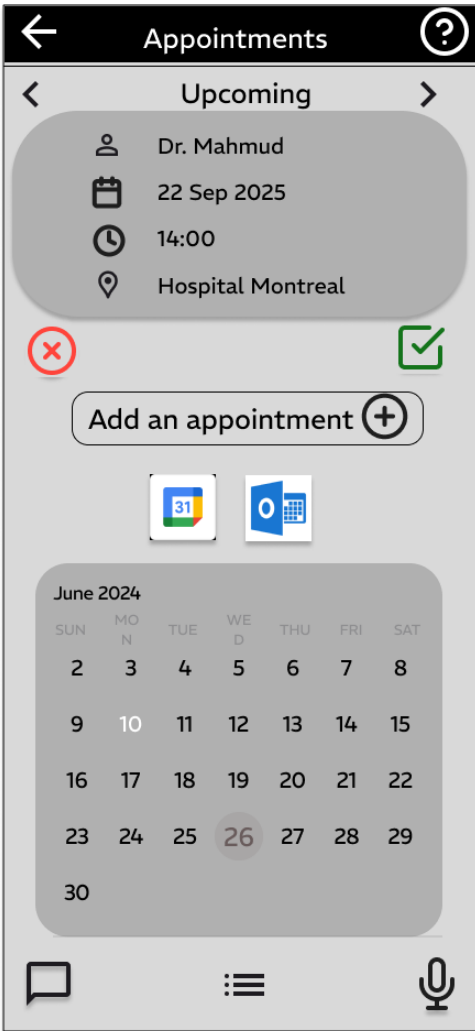 Appointments
Upcoming
Dr. Mahmud
22 Sep 2025
14:00
Hospital Montreal
Add an appointment
31
O
June 2024
SUN MON TUE WED THU FRI SAT
2 3 4 5 6 7 8
9 10 11 12 13 14 15
16 17 18 19 20 21 22
23 24 25 26 27 28 29
30